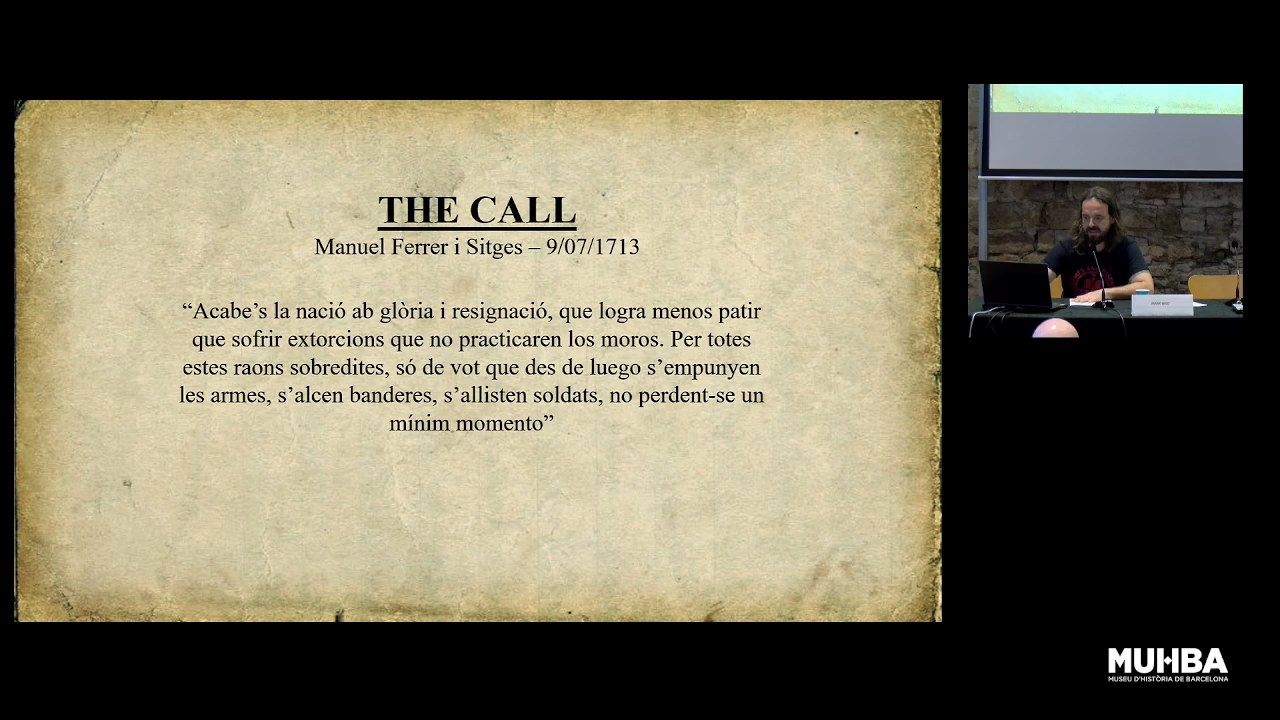 THE CALL
Manuel Ferrer i Sitges – 9/07/1713
“Acabe’s la nació ab glòria i resignació, que logra menos patir
que sofrir extorcions que no practicaren los moros. Per totes
estes raons sobredites, só de vot que des de luego s’empunyen
les armes, s’alcen banderes, s’allisten soldats, no perdent-se un
mínim momento”
MUHBA
MUSEU D'HISTÒRIA DE BARCELONA